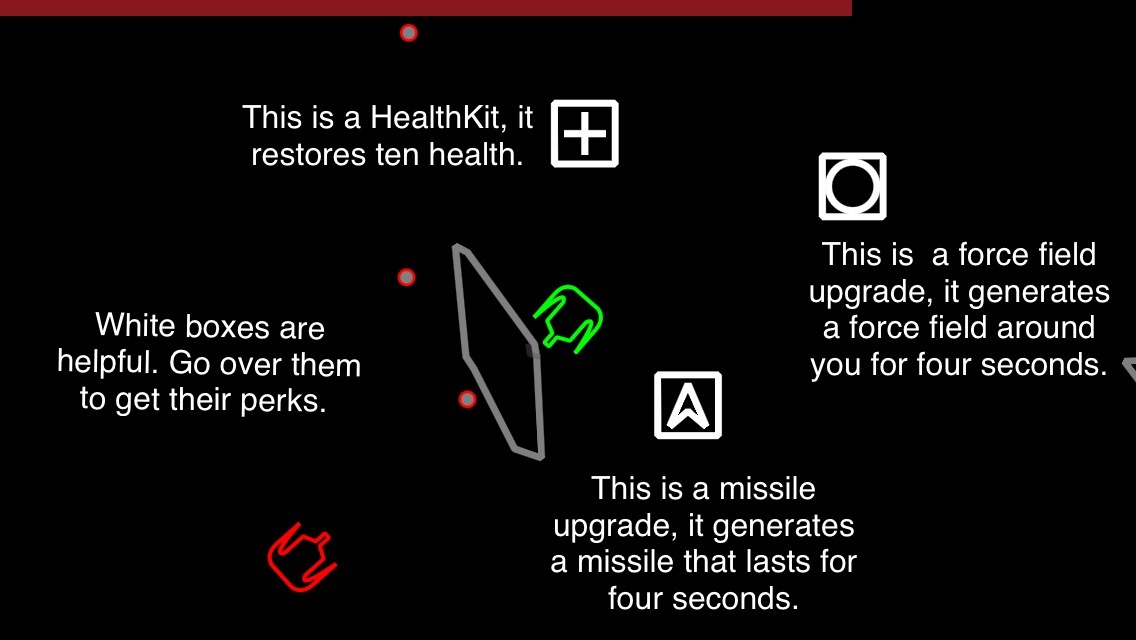 This is a HealthKit, it
restores ten health.
This is  a force field
upgrade, it generates
a force field around
you for four seconds.
White boxes are
helpful. Go over them
to get their perks.
This is a missile
upgrade, it generates
a missile that lasts for
four seconds.